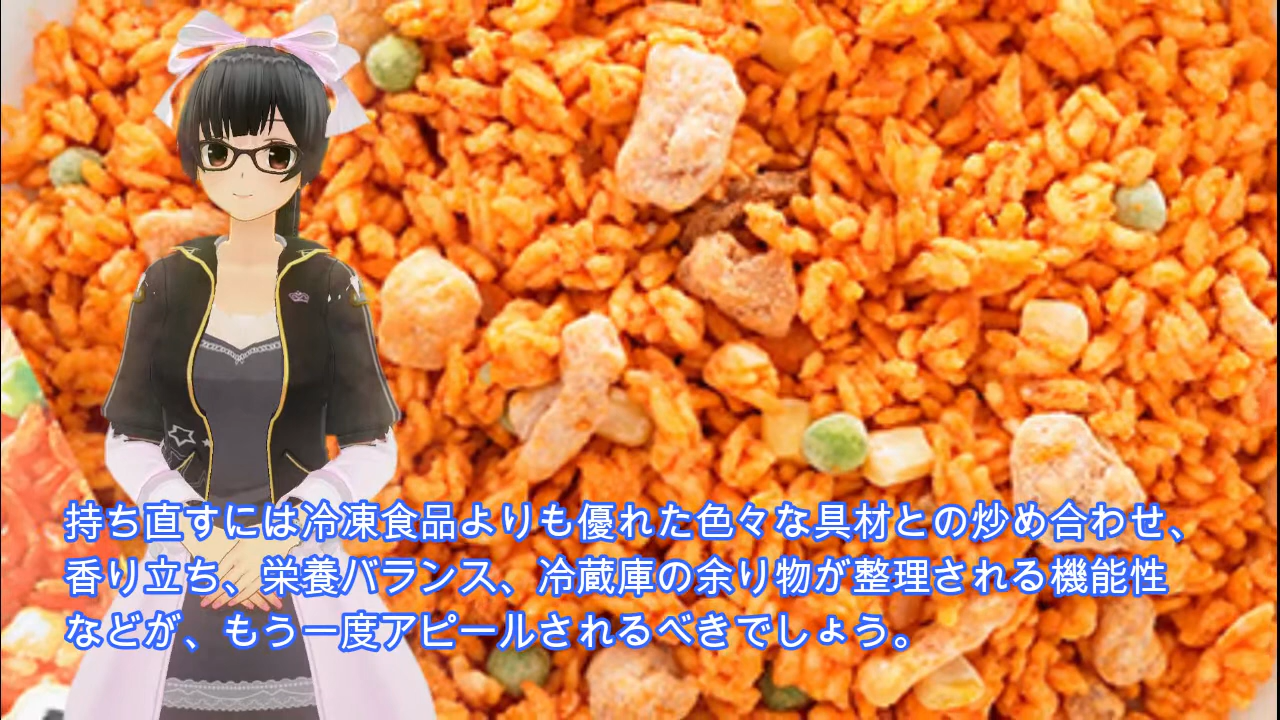 持ち直すには冷凍食品よりも優れた色々な具材との炒め合わせ、
香り立ち、栄養バランス、冷蔵庫の余り物が整理される機能性
などが、もう一度アピールされるべきでしょう。